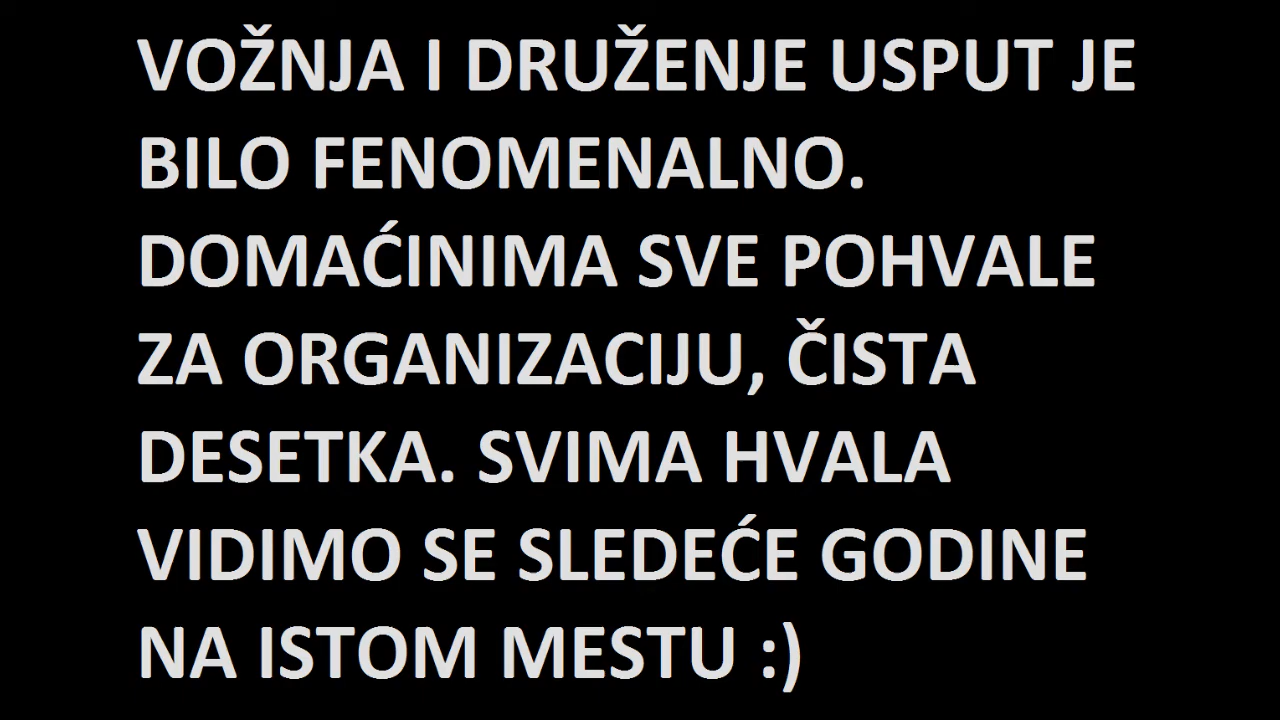 VOŽNJA I DRUŽENJE USPUT JE
BILO FENOMENALNO.
DOMAĆINIMA SVE POHVALE
ZA ORGANIZACIJU, ČISTA
DESETKA. SVIMA HVALA
VIDIMO SE SLEDEĆE GODINE
NA ISTOM MESTU :)